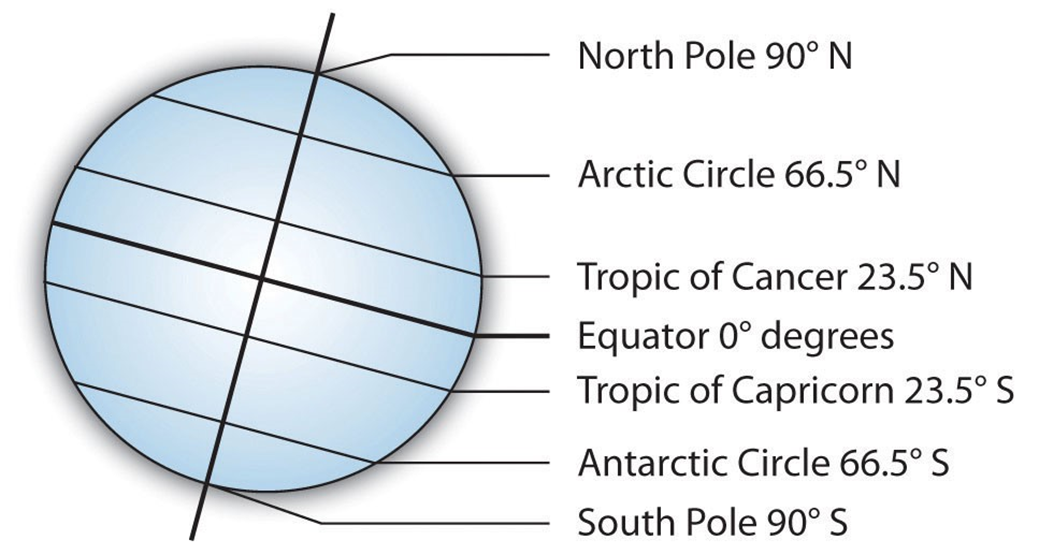 North Pole 90° N
Arctic Circle 66.5° N
Tropic of Cancer 23.5° N
Equator 0° degrees
Tropic of Capricorn 23.5° S
Antarctic Circle 66.5° S
South Pole 90° S